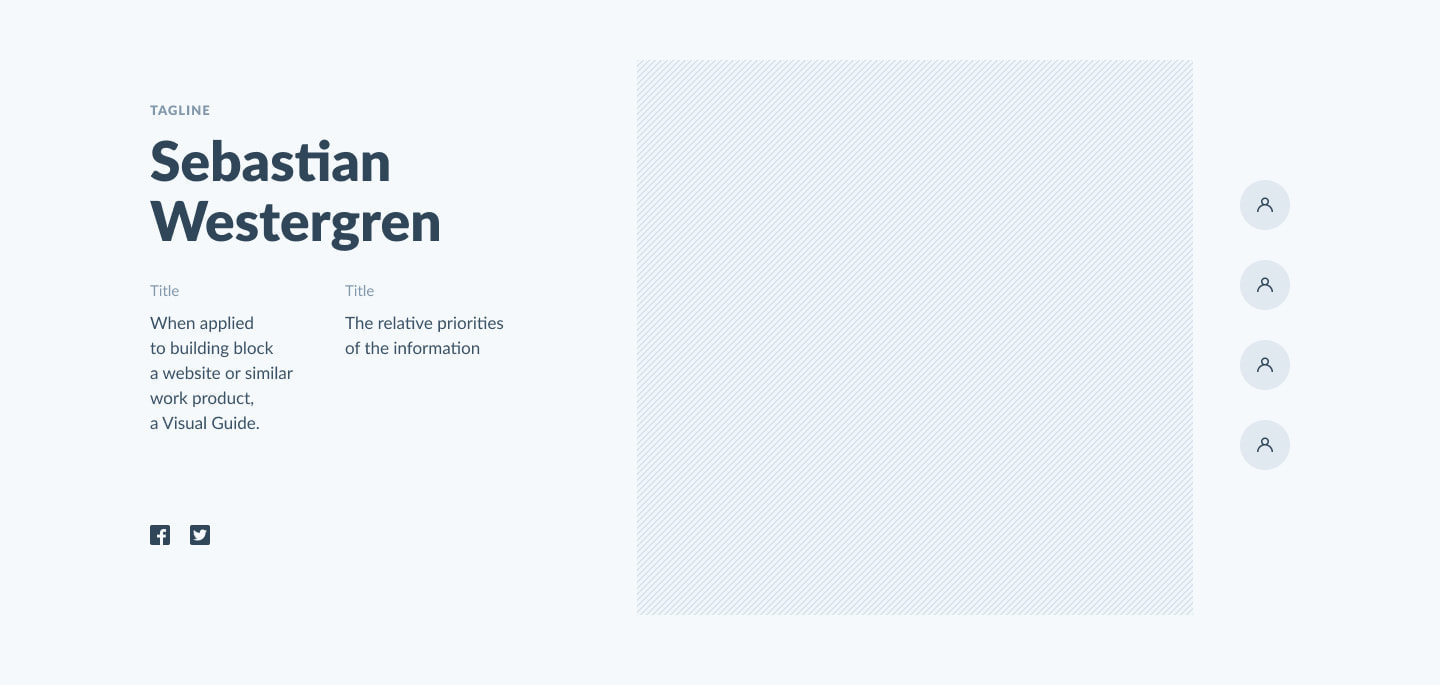 TAGLINE
Sebastian
Westergren
Title
When applied
to building block
a website or similar
work product,
a Visual Guide.
Title
The relative priorities
of the information